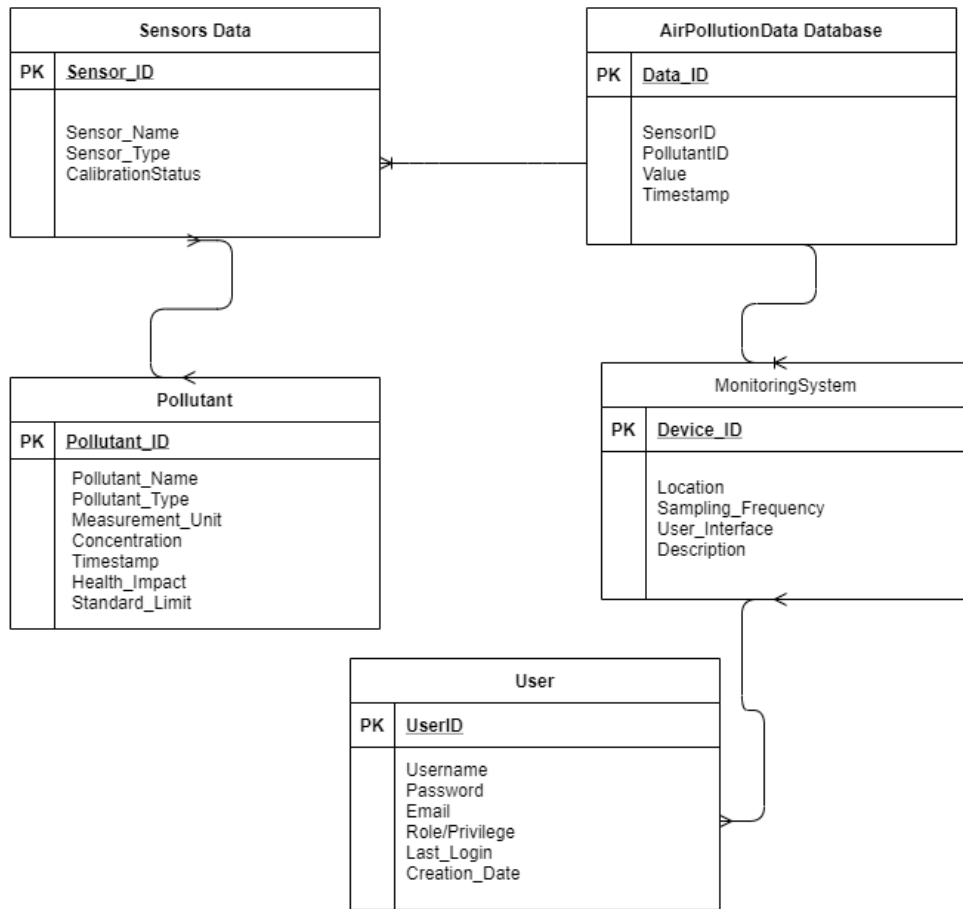 Sensors Data
PK Sensor_ID
Sensor_Name
Sensor_Type
CalibrationStatus
AirPollutionData Database
PK Data_ID
SensorID
PollutantID
Value
Timestamp
Pollutant
PK Pollutant_ID
Pollutant_Name
Pollutant_Type
Measurement_Unit
Concentration
Timestamp
Health_Impact
Standard_Limit
MonitoringSystem
PK Device_ID
Location
Sampling_Frequency
User_Interface
Description
User
PK UserID
Username
Password
Email
Role/Privilege
Last_Login
Creation_Date